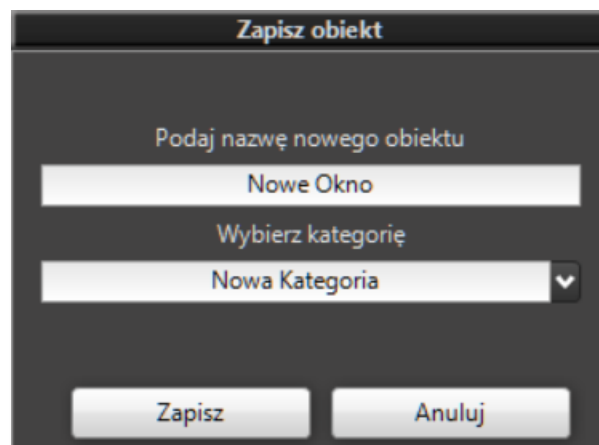 Zapisz obiekt
Podaj nazwę nowego obiektu
Nowe Okno
Wybierz kategorię
Nowa Kategoria
Zapisz Anuluj